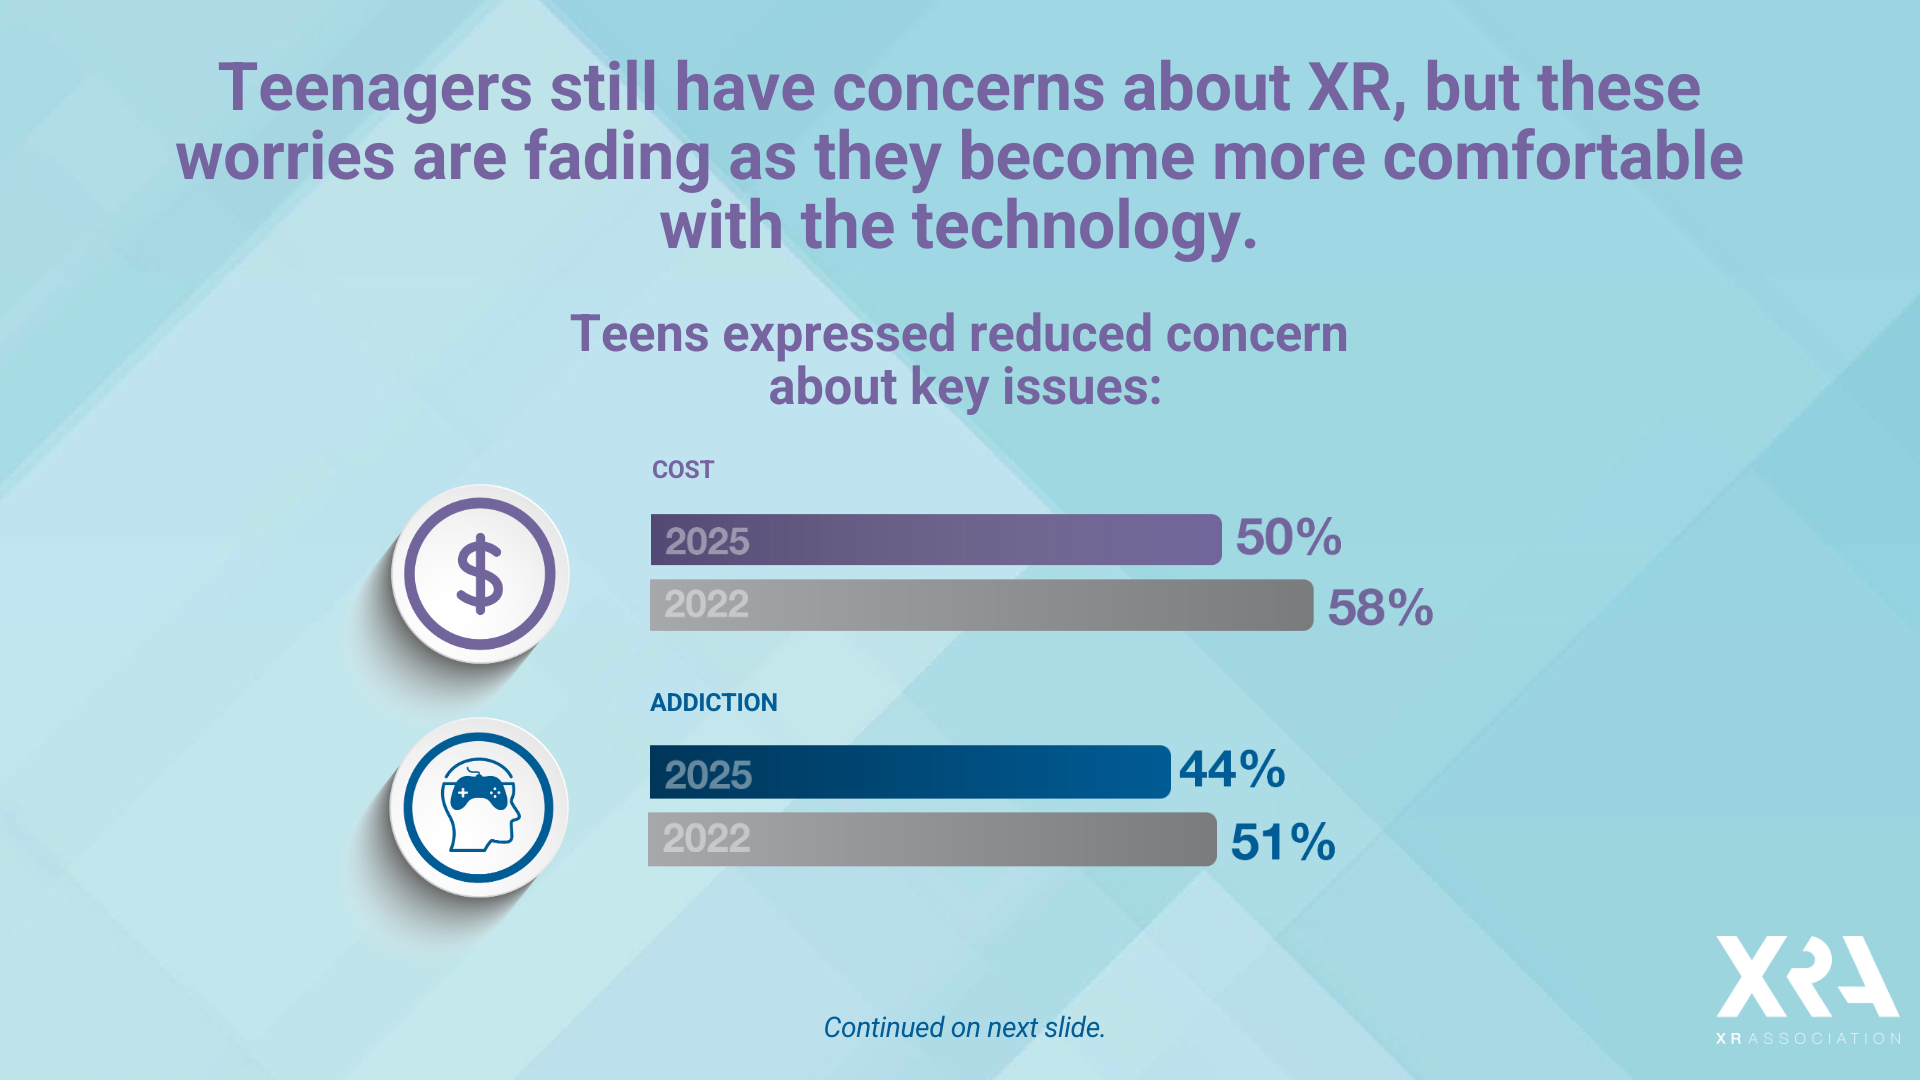 Teenagers still have concerns about XR, but these
worries are fading as they become more comfortable
with the technology.
Teens expressed reduced concern
about key issues:
COST
2025 50%
2022 58%
ADDICTION
2025 44%
2022 51%
Continued on next slide.
XRA
XR ASSOCIATION